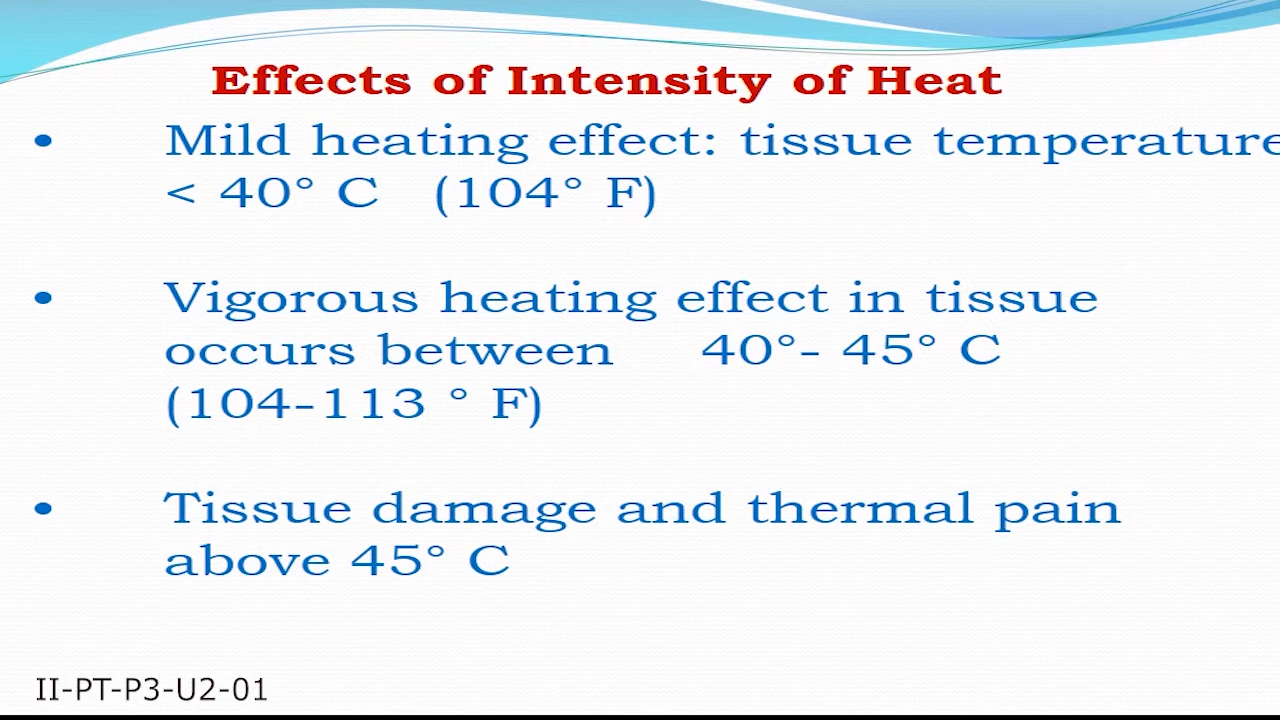 Effects of Intensity of Heat
• Mild heating effect: tissue temperature
< 40° C (104° F)
• Vigorous heating effect in tissue
occurs between 40°- 45° C
(104-113 ° F)
• Tissue damage and thermal pain
above 45° C
II-PT-P3-U2-01